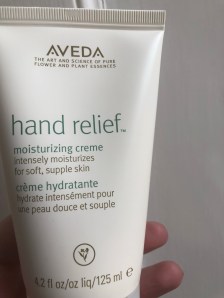 AVEDA
THE ART AND SCIENCE OF PURE
FLOWER AND PLANT ESSENCES
hand relief™
moisturizing creme
intensely moisturizes
for soft, supple skin
crème hydratante
hydrate intensément pour
une peau douce et souple
4.2 fl oz/oz liq/125 ml e